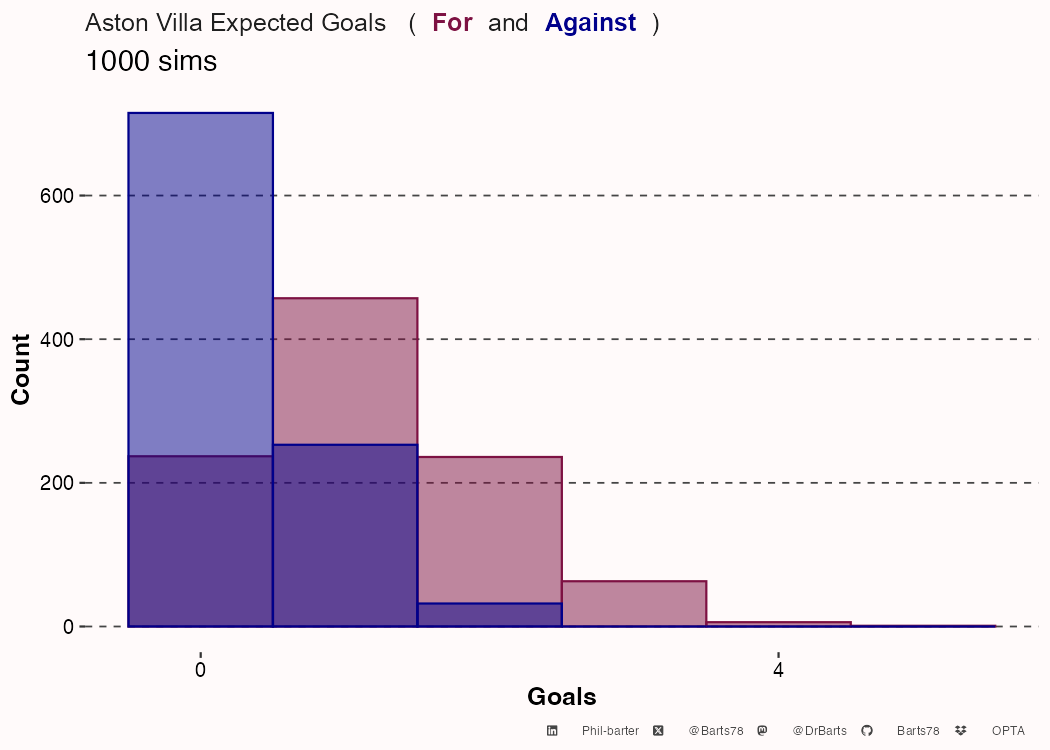 Aston Villa Expected Goals ( For and Against )
1000 sims
600
400
200
0
Count
0 4
Goals
Phil-barter @Barts78 @DrBarts Barts78 OPTA